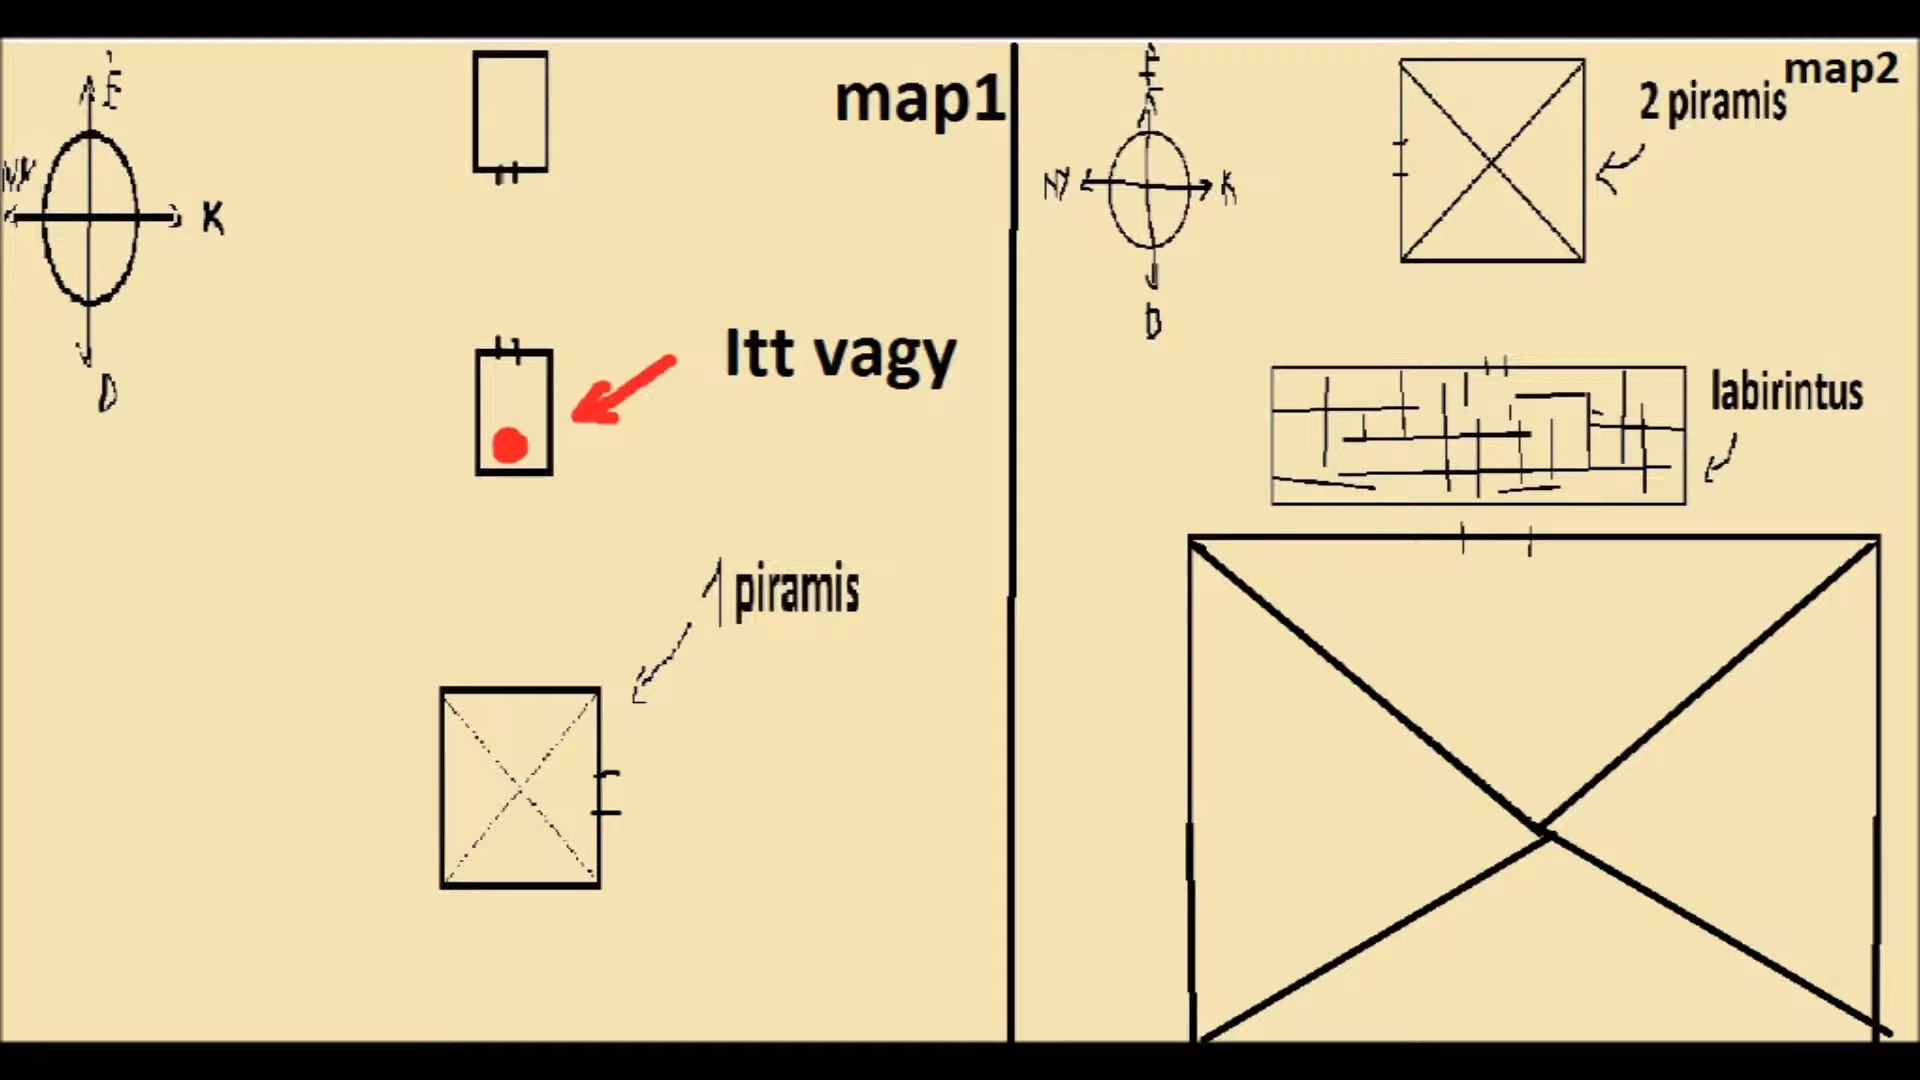 É
NY
K
D
map1
Itt vagy
1 piramis
É
NY
K
D
map2
2 piramis
labirintus